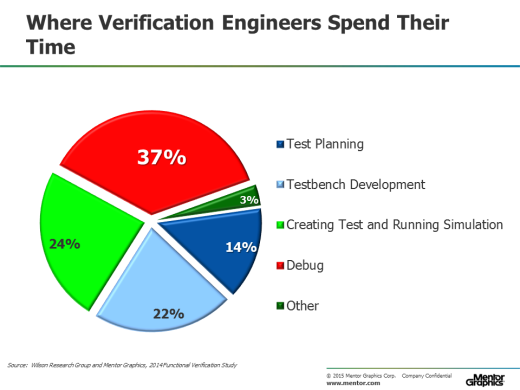 Where Verification Engineers Spend Their
Time
37%
3%
14%
24%
22%
Test Planning
Testbench Development
Creating Test and Running Simulation
Debug
Other
Source: Wilson Research Group and Mentor Graphics, 2014 Functional Verification Study
© 2015 Mentor Graphics Corp. Company Confidential
www.mentor.com
Mentor
Graphics